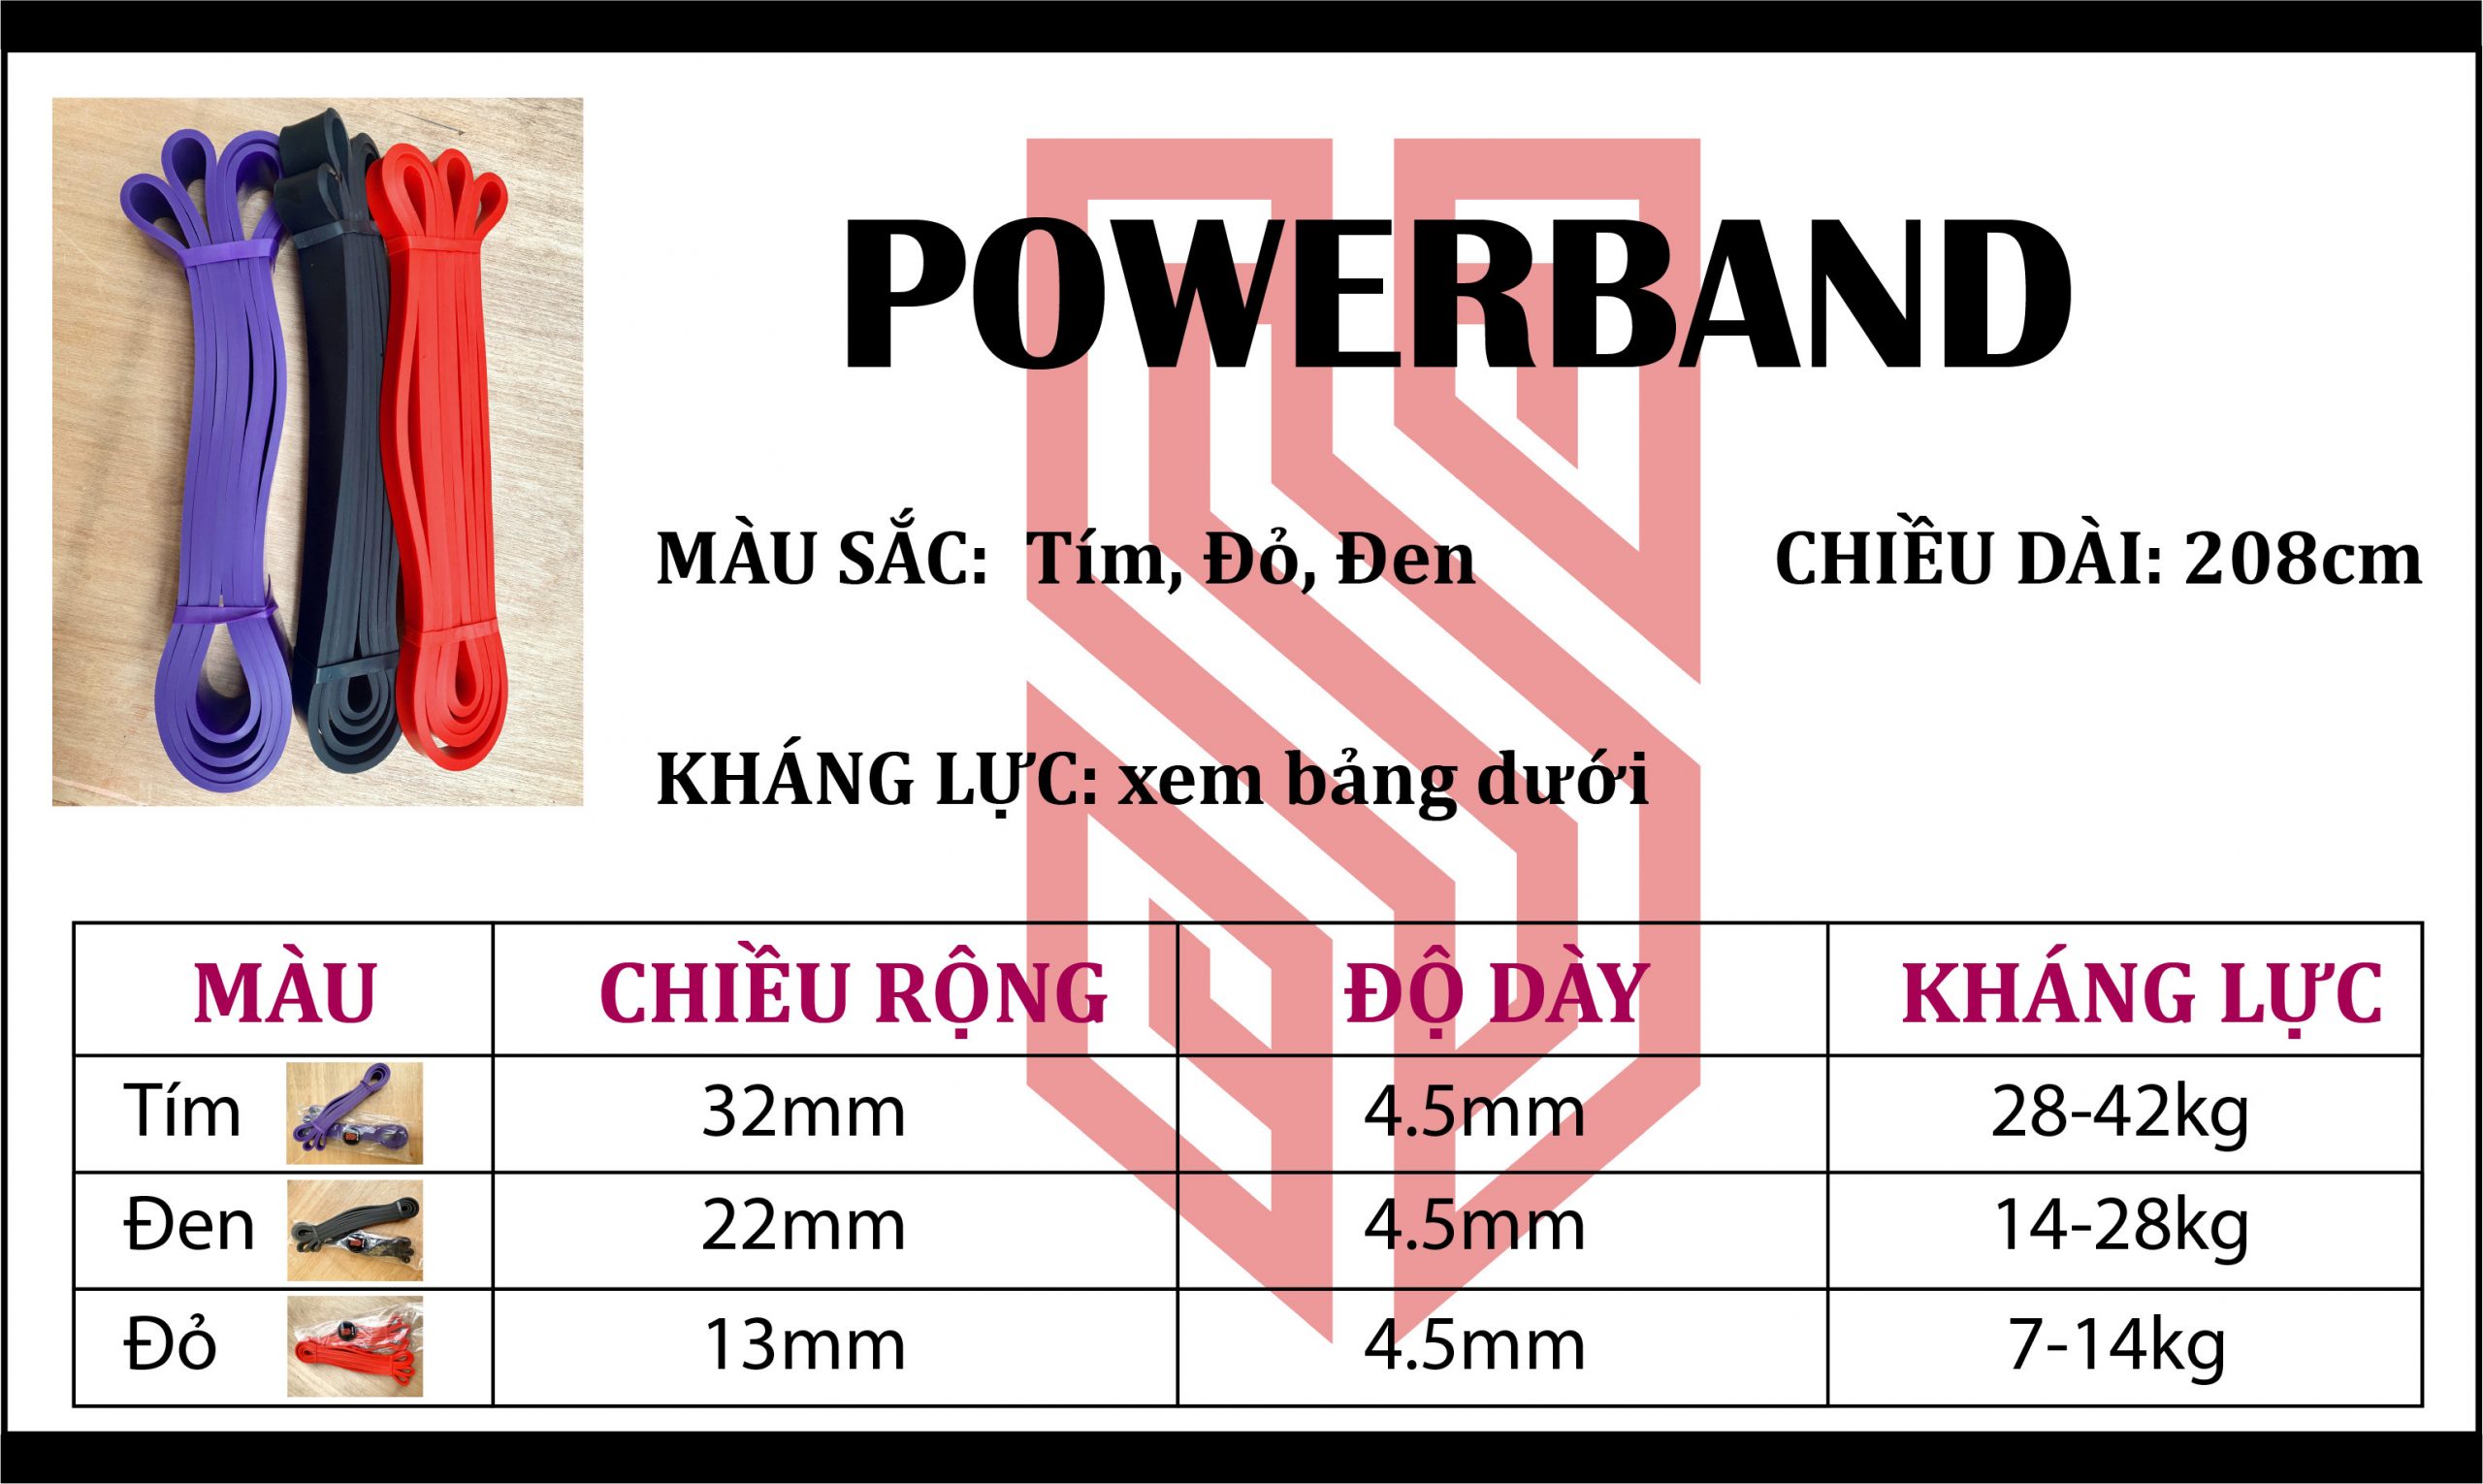 POWERBAND
MÀU SẮC: Tím, Đỏ, Đen CHIỀU DÀI: 208cm
KHÁNG LỰC: xem bảng dưới
MÀU CHIỀU RỘNG ĐỘ DÀY KHÁNG LỰC
Tím 32mm 4.5mm 28-42kg
Đen 22mm 4.5mm 14-28kg
Đỏ 13mm 4.5mm 7-14kg